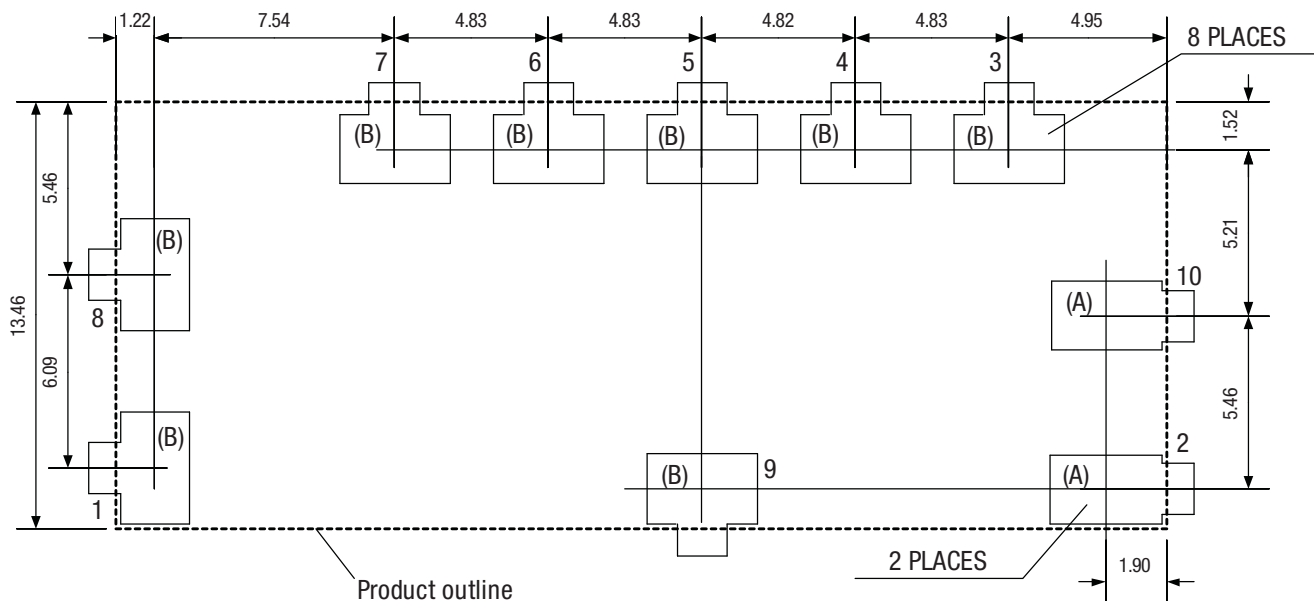 1.22 7.54 4.83 4.83 4.82 4.83 4.95
8 PLACES
7 6 5 4 3
(B) (B) (B) (B) (B)
1.52
5.46
5.21
13.46
(B)
8
10
(A)
6.09
5.46
(B)
1
(B) 9
(A)
2
2 PLACES
1.90
Product outline